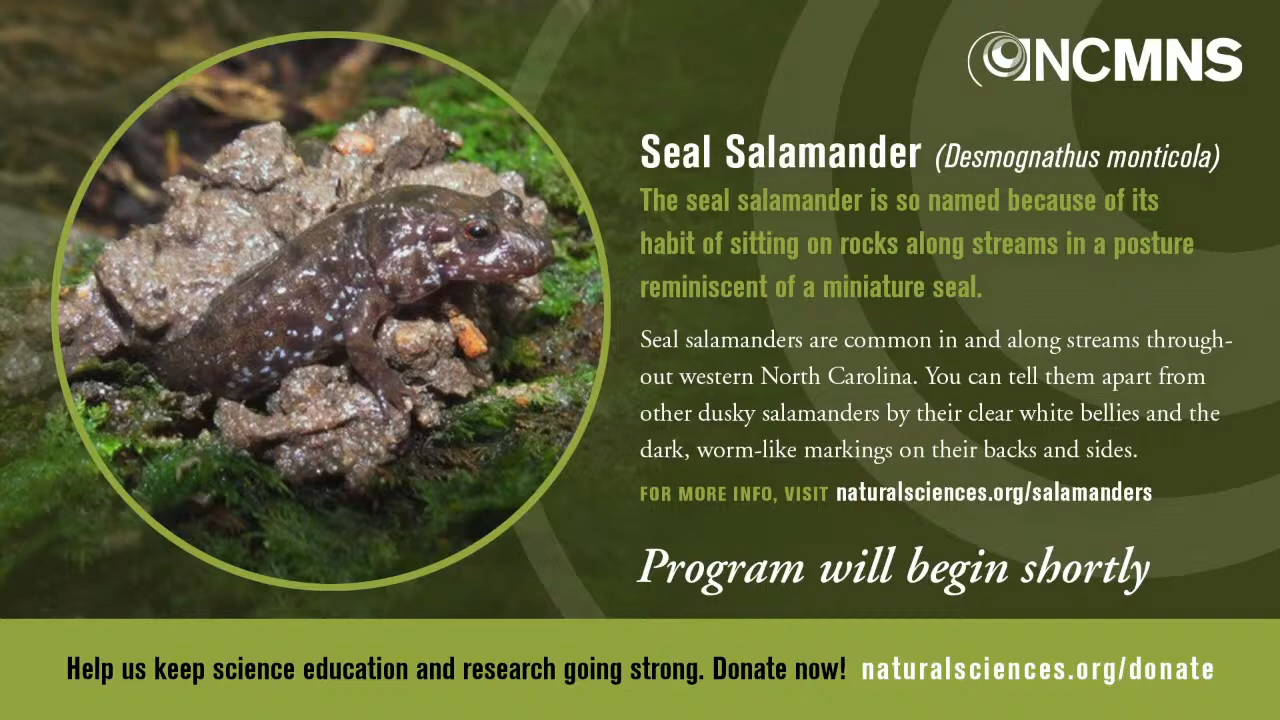 NCMNS
Seal Salamander (Desmognathus monticola)
The seal salamander is so named because of its
habit of sitting on rocks along streams in a posture
reminiscent of a miniature seal.
Seal salamanders are common in and along streams through-
out western North Carolina. You can tell them apart from
other dusky salamanders by their clear white bellies and the
dark, worm-like markings on their backs and sides.
FOR MORE INFO, VISIT naturalsciences.org/salamanders
Program will begin shortly
Help us keep science education and research going strong. Donate now! naturalsciences.org/donate